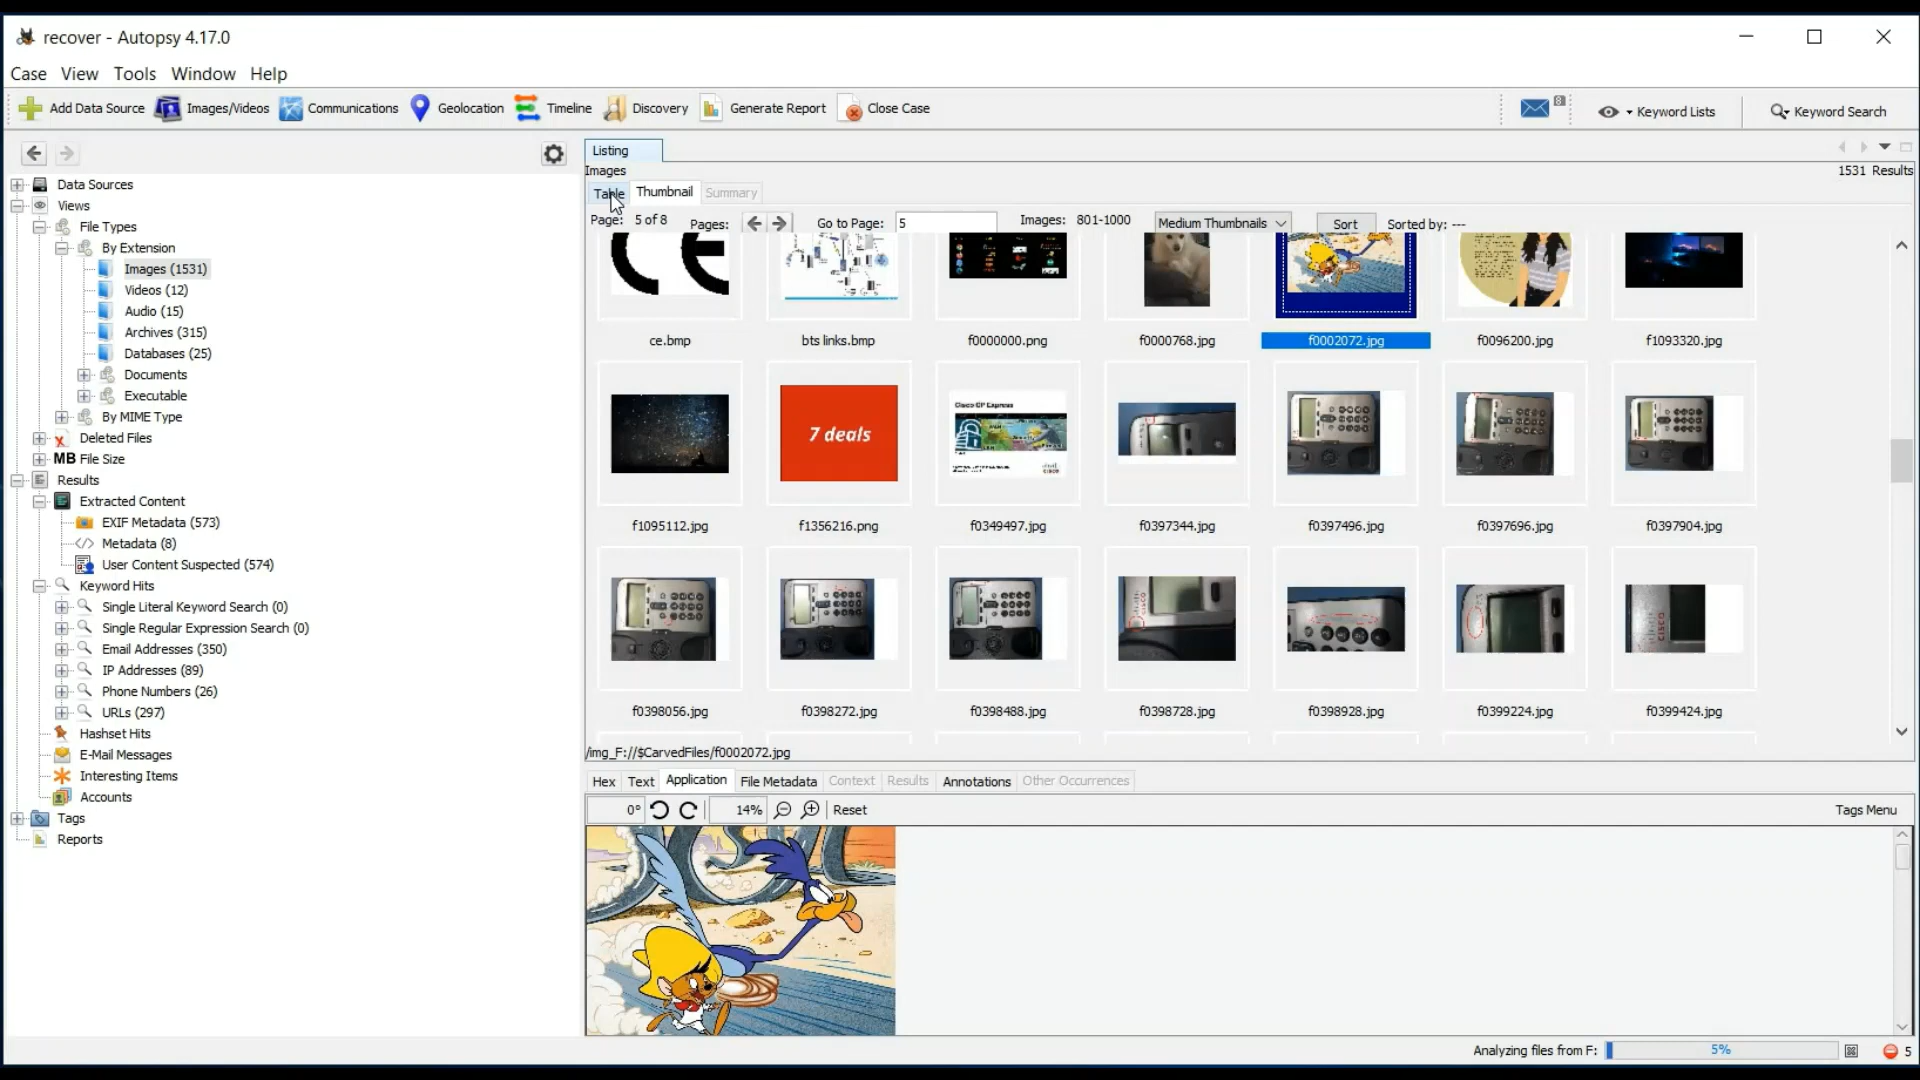 recover - Autopsy 4.17.0
Case View Tools Window Help
Add Data Source Images/Videos Communications Geolocation Timeline Discovery Generate Report Close Case 8 Keyword Lists Keyword Search
Listing
Images 1531 Results
Table Thumbnail Summary
Page: 5 of 8 Pages: Go to Page: 5 Images: 801-1000 Medium Thumbnails Sort Sorted by: ---
Data Sources
Views
File Types
By Extension
Images (1531)
Videos (12)
Audio (15)
Archives (315)
Databases (25)
Documents
Executable
By MIME Type
Deleted Files
MB File Size
Results
Extracted Content
EXIF Metadata (573)
Metadata (8)
User Content Suspected (574)
Keyword Hits
Single Literal Keyword Search (0)
Single Regular Expression Search (0)
Email Addresses (350)
IP Addresses (89)
Phone Numbers (26)
URLs (297)
Hashset Hits
E-Mail Messages
Interesting Items
Accounts
Tags
Reports
CE
ce.bmp bts links.bmp f0000000.png f0000768.jpg f0002072.jpg f0096200.jpg f1093320.jpg
7 deals
Cisco CP Express
f1095112.jpg f1356216.png f0349497.jpg f0397344.jpg f0397496.jpg f0397696.jpg f0397904.jpg
f0398056.jpg f0398272.jpg f0398488.jpg f0398728.jpg f0398928.jpg f0399224.jpg f0399424.jpg
/img_F://$CarvedFiles/f0002072.jpg
Hex Text Application File Metadata Context Results Annotations Other Occurrences
0° 14% Reset Tags Menu
Analyzing files from F: 5% 5